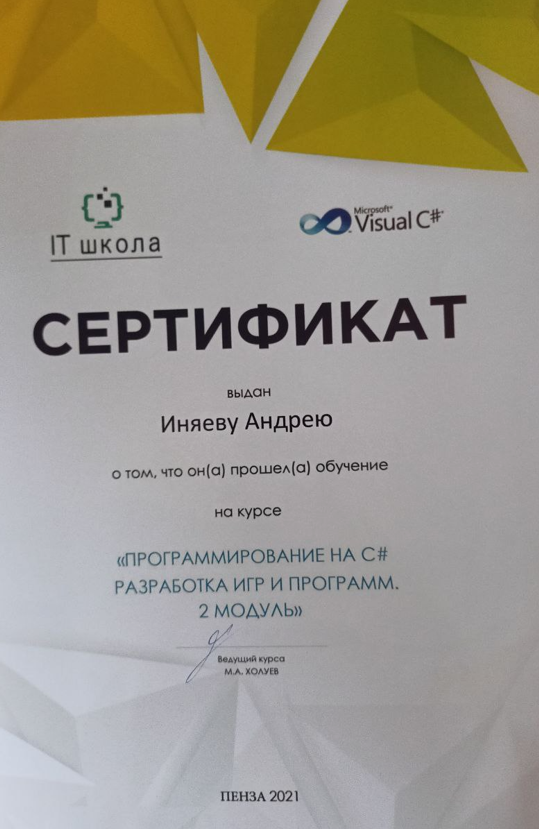 IT школа
Microsoft®
Visual C#
СЕРТИФИКАТ
выдан
Иняеву Андрею
о том, что он(а) прошел(а) обучение
на курсе
«ПРОГРАММИРОВАНИЕ НА C#
РАЗРАБОТКА ИГР И ПРОГРАММ.
2 МОДУЛЬ»
Ведущий курса
М.А. ХОЛУЕВ
ПЕНЗА 2021